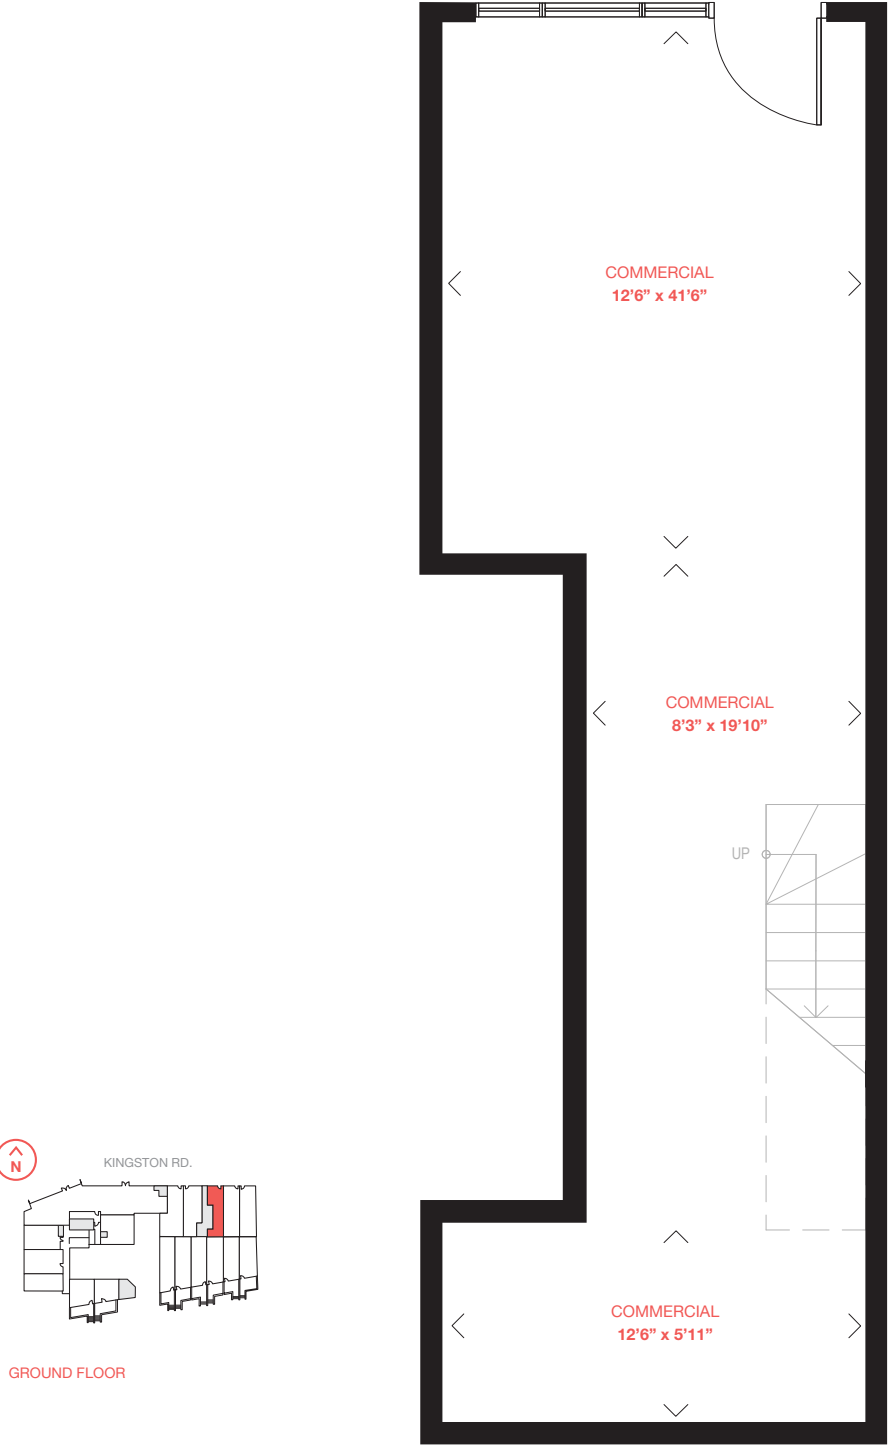 COMMERCIAL
12’6” x 41’6”
COMMERCIAL
8’3” x 19’10”
UP
N
KINGSTON RD.
COMMERCIAL
12’6” x 5’11”
GROUND FLOOR